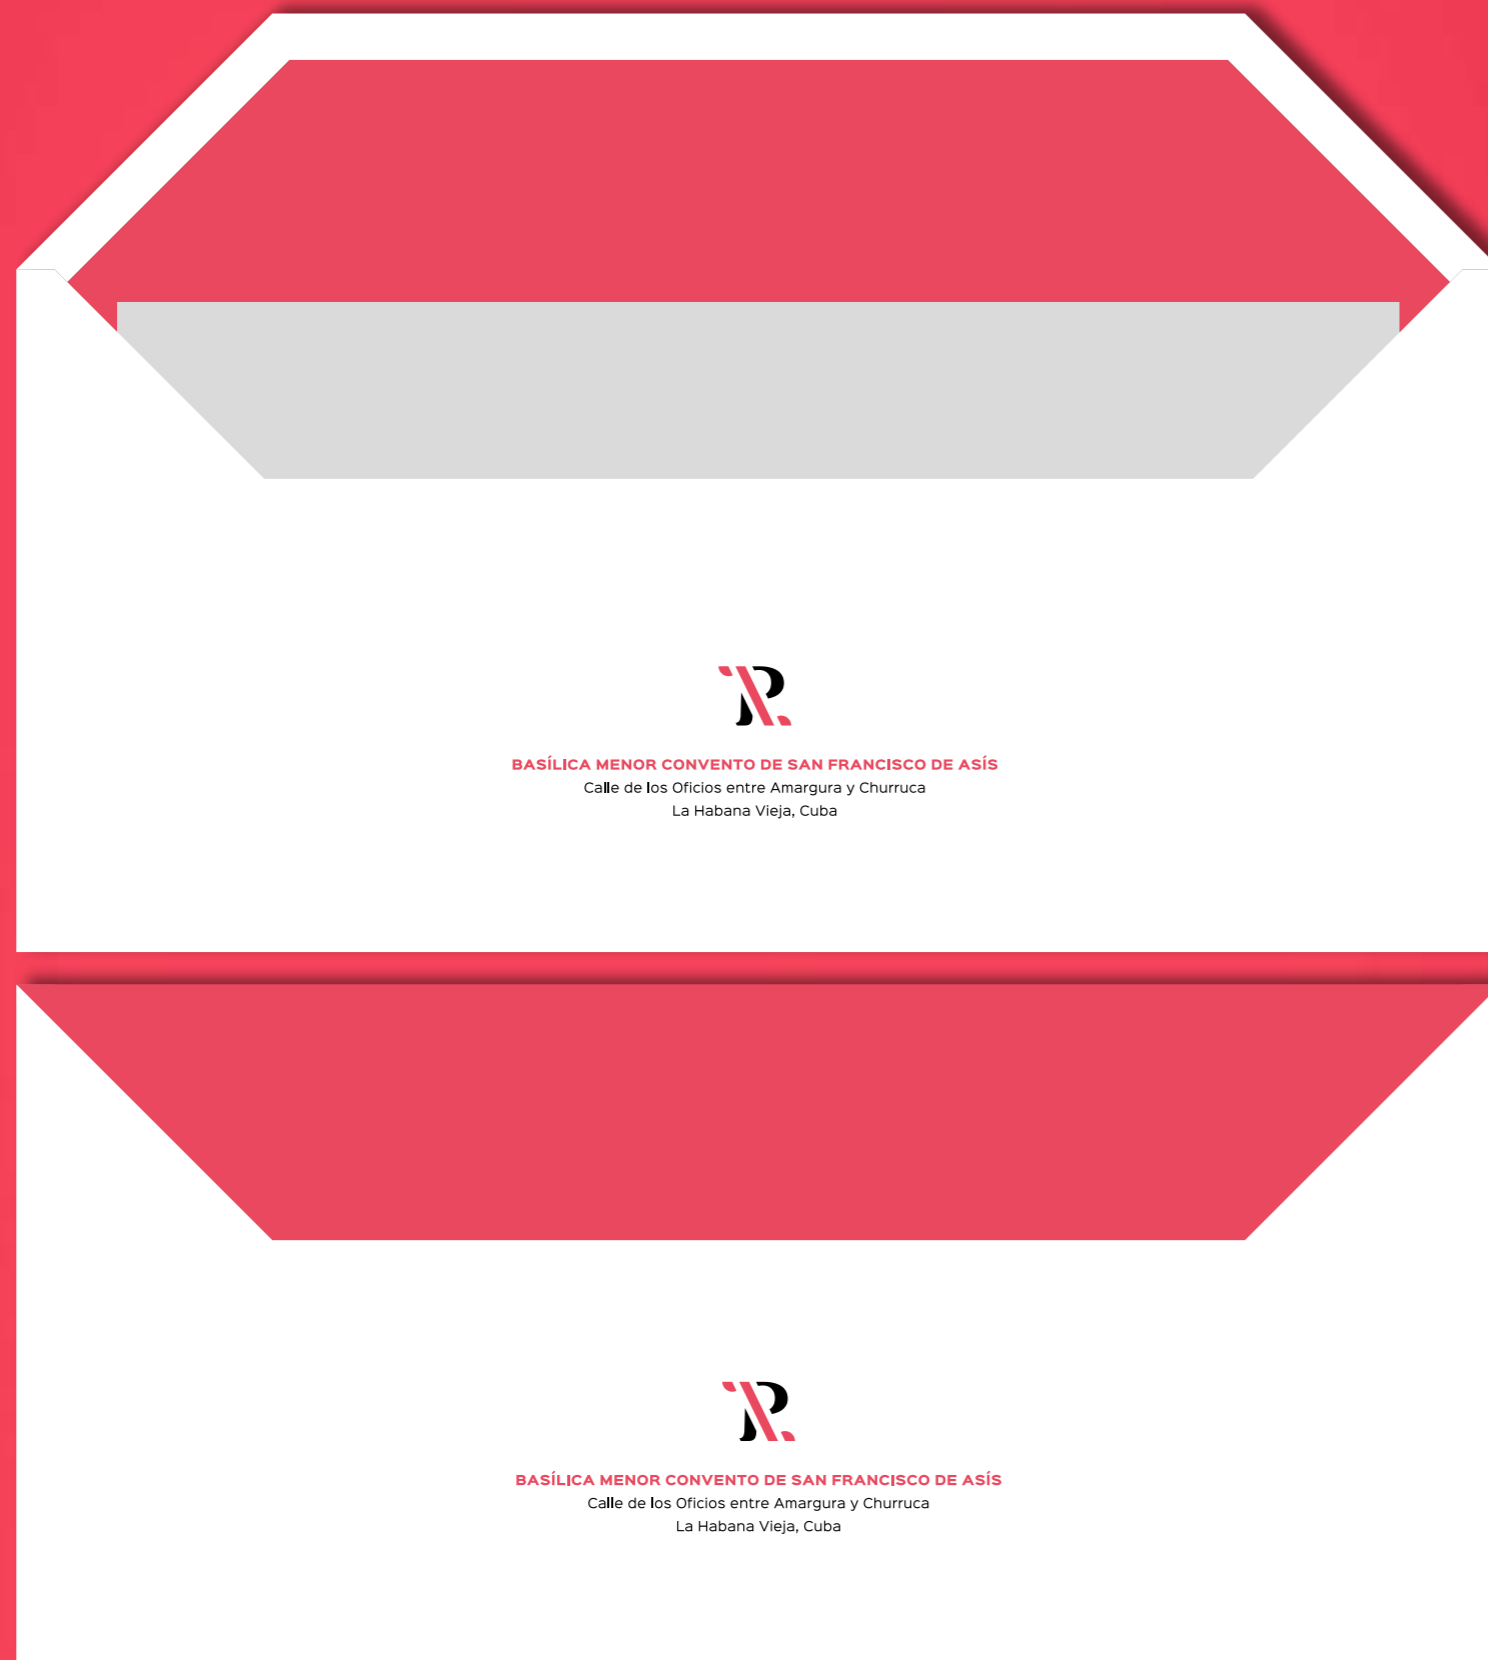 BASÍLICA MENOR CONVENTO DE SAN FRANCISCO DE ASÍS
Calle de los Oficios entre Amargura y Churruca
La Habana Vieja, Cuba
BASÍLICA MENOR CONVENTO DE SAN FRANCISCO DE ASÍS
Calle de los Oficios entre Amargura y Churruca
La Habana Vieja, Cuba